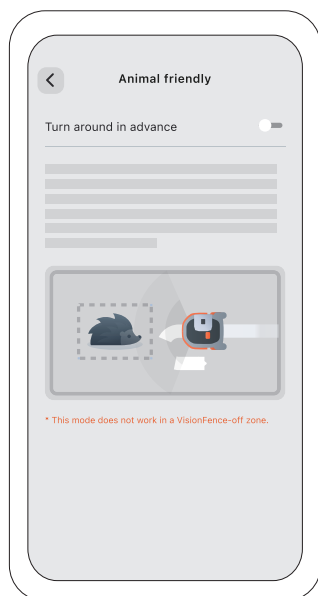 Animal friendly
Turn around in advance
* This mode does not work in a VisionFence-off zone.